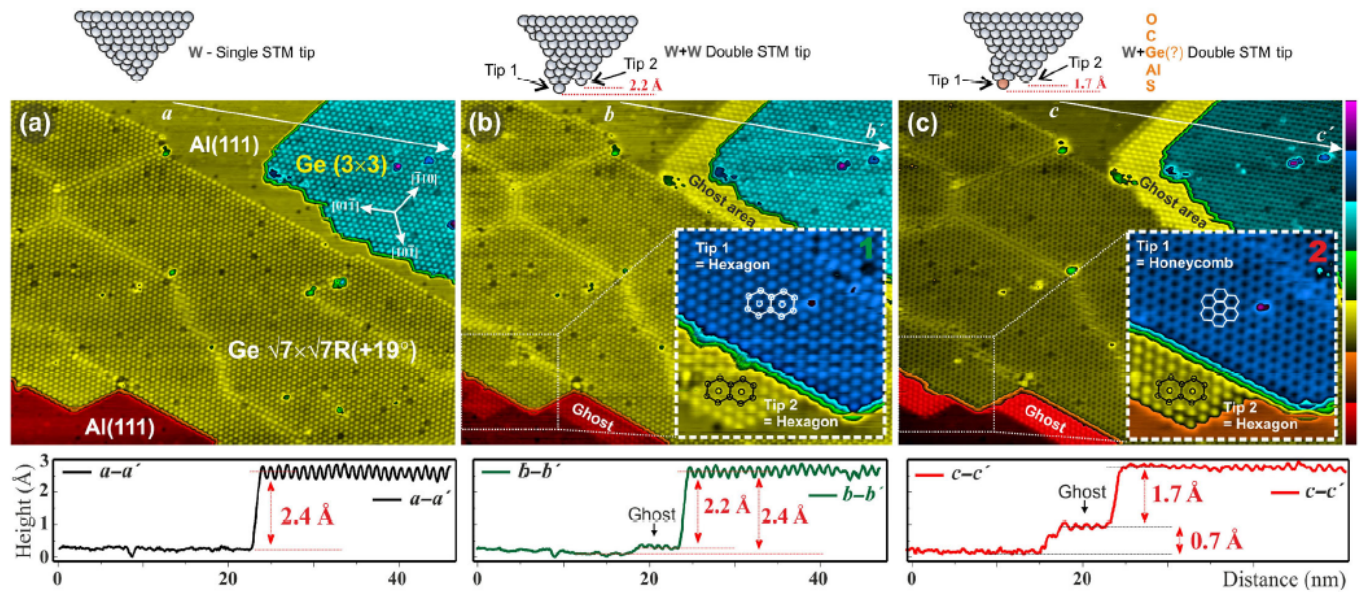 W - Single STM tip
W+W Double STM tip
Tip 1
Tip 2
2.2 Å
O
C
W+Ge(?) Double STM tip
Al
S
Tip 1
Tip 2
1.7 Å
(a)
a
Al(111)
Ge (3×3)
Ge √7×√7R(+19°)
Al(111)
(b)
b
b´
Ghost area
Tip 1
= Hexagon
1
Tip 2
= Hexagon
Ghost
(c)
c
c´
Ghost area
Tip 1
= Honeycomb
2
Tip 2
= Hexagon
Ghost
Height (Å)
3
2
1
0
a–a´
a–a´
2.4 Å
0
20
40
b–b´
b–b´
Ghost
2.2 Å
2.4 Å
0
20
40
c–c´
c–c´
Ghost
1.7 Å
0.7 Å
0
20
Distance (nm)